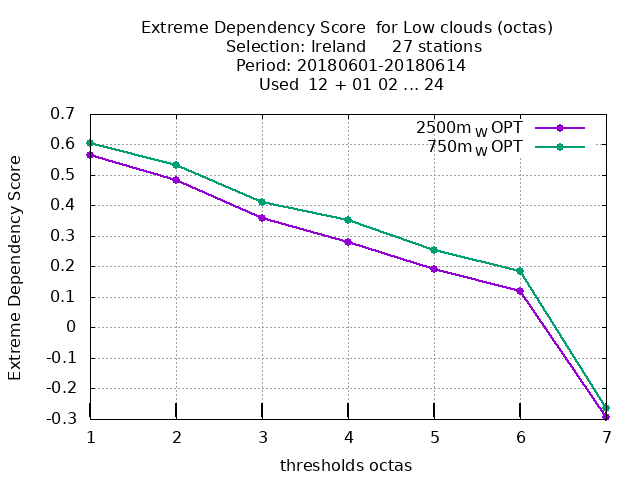 Extreme Dependency Score  for Low clouds (octas)
Selection: Ireland     27 stations
Period: 20180601-20180614
Used  12 + 01 02 ... 24
2500m W OPT
750m W OPT
Extreme Dependency Score
0.7
0.6
0.5
0.4
0.3
0.2
0.1
0
-0.1
-0.2
-0.3
1 2 3 4 5 6 7
thresholds octas